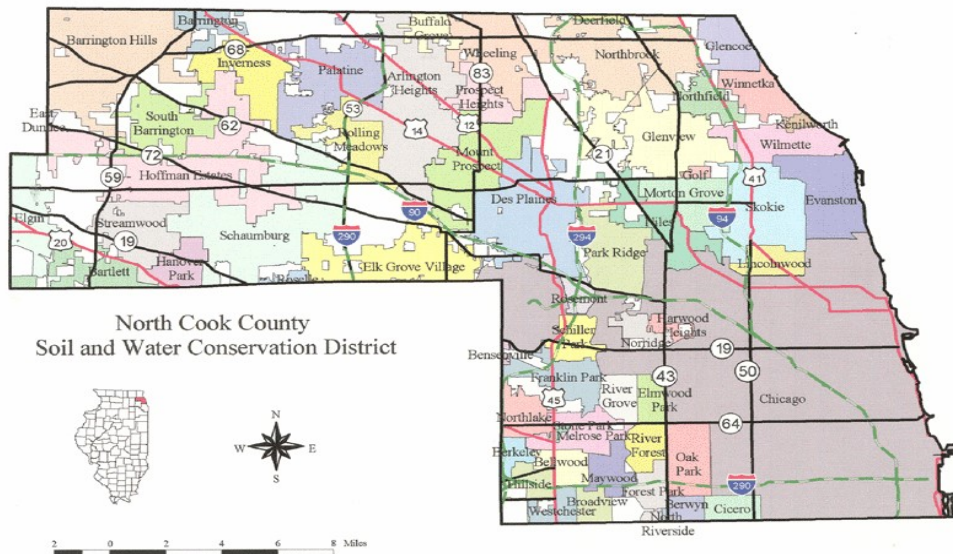 Barrington
Buffalo
Grove
Deerfield
Barrington Hills
68
Inverness
Palatine
Arlington
Heights
Wheeling
83
Prospect
Heights
Northbrook
Glencoe
Winnetka
Northfield
Kenilworth
Wilmette
East
Dundee
South
Barrington
62
53
Rolling
Meadows
14
12
Mount
Prospect
21
Glenview
72
59
Hoffman Estates
Golf
Morton Grove
41
Skokie
Evanston
Elgin
20
Streamwood
19
Schaumburg
90
290
Des Plaines
294
Niles
94
Park Ridge
Lincolnwood
Bartlett
Hanover
Park
Roselle
Elk Grove Village
Rosemont
North Cook County
Soil and Water Conservation District
Schiller
Park
Harwood
Heights
Norridge
19
Bensenville
Franklin Park
River
Grove
Elmwood
Park
43
50
Chicago
45
Northlake
Stone Park
Melrose Park
64
River
Forest
Berkeley
Bellwood
Oak
Park
Maywood
Hillside
Forest Park
290
Broadview
Westchester
North
Riverside
Berwyn
Cicero
N
W
E
S
2
0
2
4
6
8
Miles